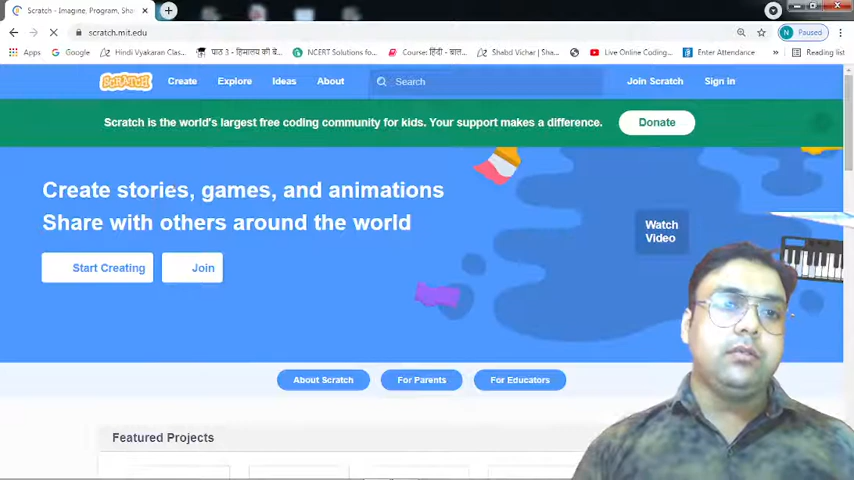 Scratch - Imagine, Program, Shar
scratch.mit.edu
N Paused
Apps
Google
Hindi Vyakaran Clas...
पाठ 3 - हिमालय की बे...
NCERT Solutions fo...
Course: हिंदी - बाल...
Shabd Vichar | Sha...
Live Online Coding...
Enter Attendance
»
Reading list
SCRATCH
Create
Explore
Ideas
About
Search
Join Scratch
Sign in
Scratch is the world's largest free coding community for kids. Your support makes a difference.
Donate
Create stories, games, and animations
Share with others around the world
Watch
Video
Start Creating
Join
About Scratch
For Parents
For Educators
Featured Projects